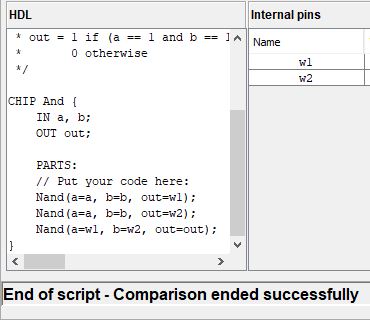 HDL
Internal pins
* out = 1 if (a == 1 and b == 1
* 0 otherwise
*/
CHIP And {
IN a, b;
OUT out;
PARTS:
// Put your code here:
Nand(a=a, b=b, out=w1);
Nand(a=a, b=b, out=w2);
Nand(a=w1, b=w2, out=out);
}
Name
w1
w2
End of script - Comparison ended successfully